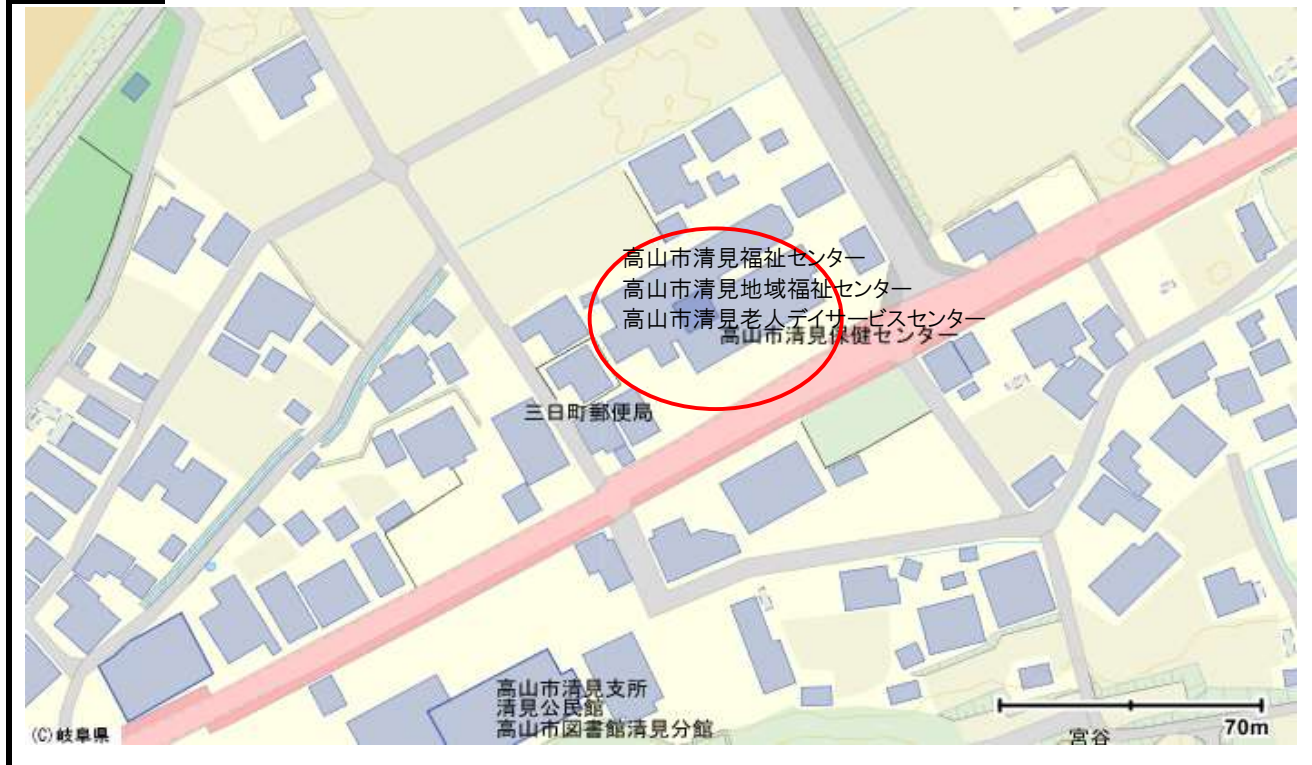 高山市清見福祉センター
高山市清見地域福祉センター
高山市清見老人デイサービスセンター
高山市清見保健センター
三日町郵便局
高山市清見支所
清見公民館
高山市図書館清見分館
宮谷
70m
(C)岐阜県